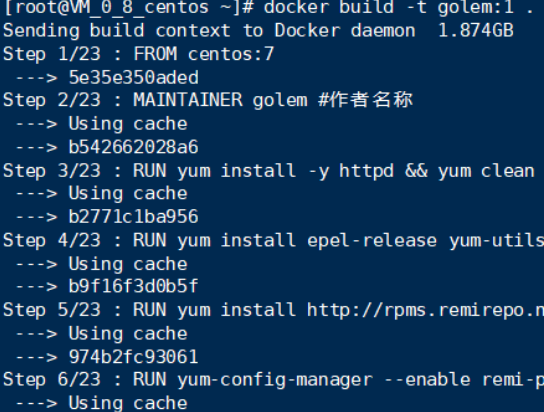 [root@VM_0_8_centos ~]# docker build -t golem:1 .
Sending build context to Docker daemon  1.874GB
Step 1/23 : FROM centos:7
 ---> 5e35e350aded
Step 2/23 : MAINTAINER golem #作者名称
 ---> Using cache
 ---> b542662028a6
Step 3/23 : RUN yum install -y httpd && yum clean
 ---> Using cache
 ---> b2771c1ba956
Step 4/23 : RUN yum install epel-release yum-utils
 ---> Using cache
 ---> b9f16f3d0b5f
Step 5/23 : RUN yum install http://rpms.remirepo.n
 ---> Using cache
 ---> 974b2fc93061
Step 6/23 : RUN yum-config-manager --enable remi-p
 ---> Using cache